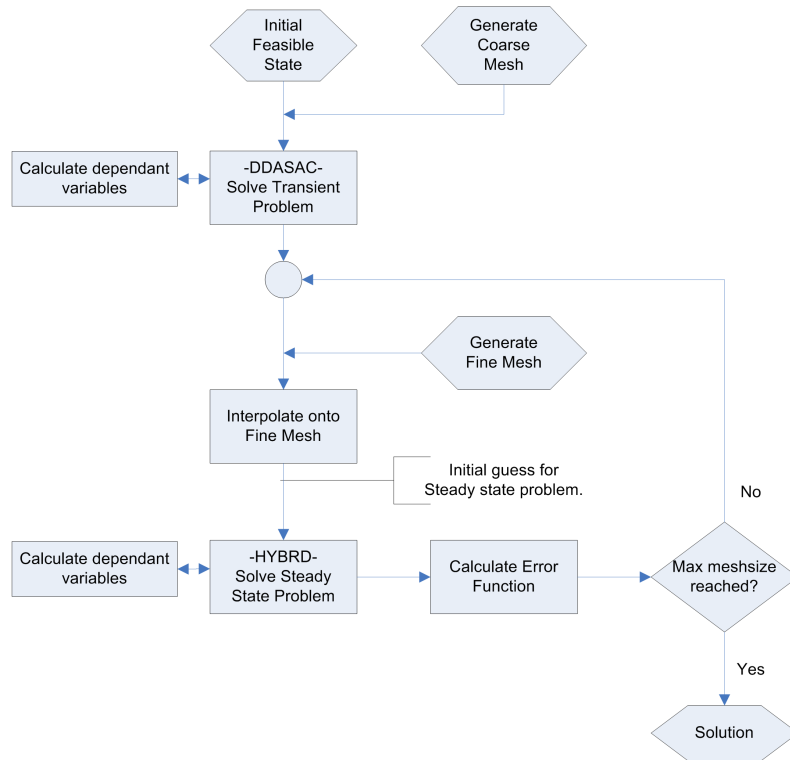 Initial
Feasible
State
Generate
Coarse
Mesh
Calculate dependant
variables
-DDASAC-
Solve Transient
Problem
Generate
Fine Mesh
Interpolate onto
Fine Mesh
Initial guess for
Steady state problem.
No
Calculate dependant
variables
-HYBRD-
Solve Steady
State Problem
Calculate Error
Function
Max meshsize
reached?
Yes
Solution